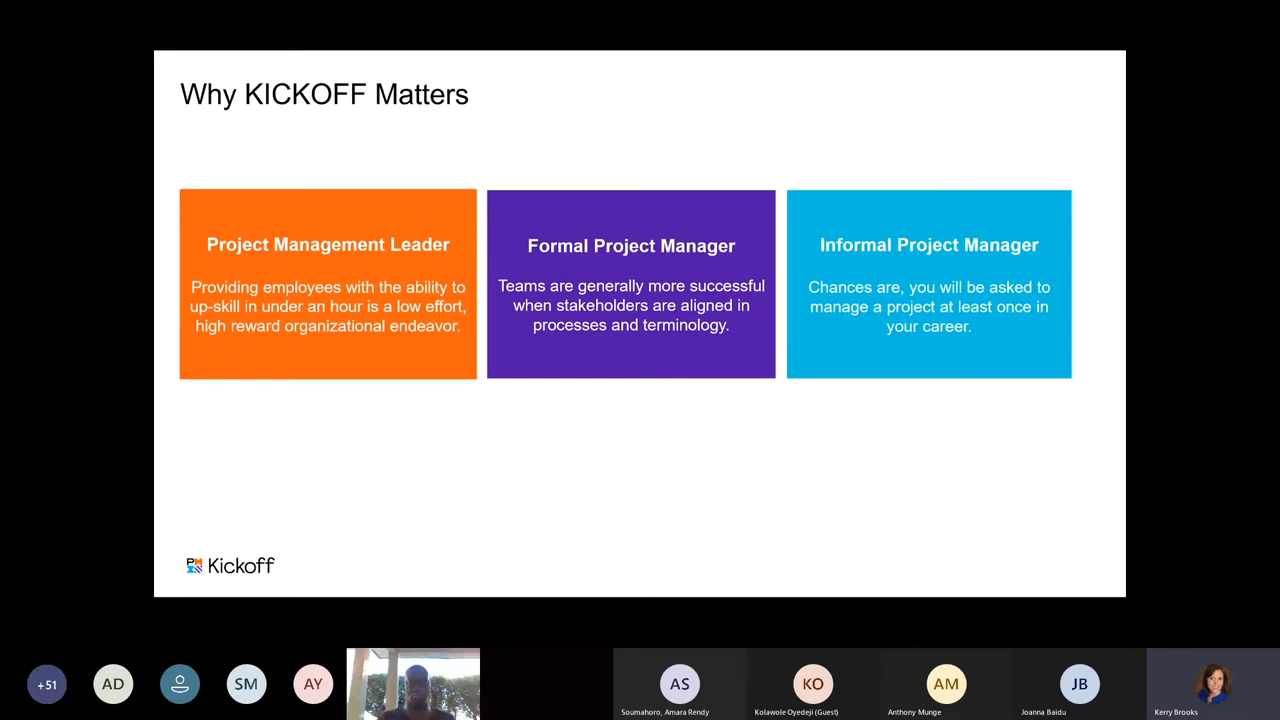 Why KICKOFF Matters
Project Management Leader
Providing employees with the ability to
up-skill in under an hour is a low effort,
high reward organizational endeavor.
Formal Project Manager
Teams are generally more successful
when stakeholders are aligned in
processes and terminology.
Informal Project Manager
Chances are, you will be asked to
manage a project at least once in
your career.
Kickoff
+51
AD
SM
AY
AS
Soumahoro, Amara Rendy
KO
Kolawole Oyedeji (Guest)
AM
Anthony Munge
JB
Joanna Baidu
Kerry Brooks